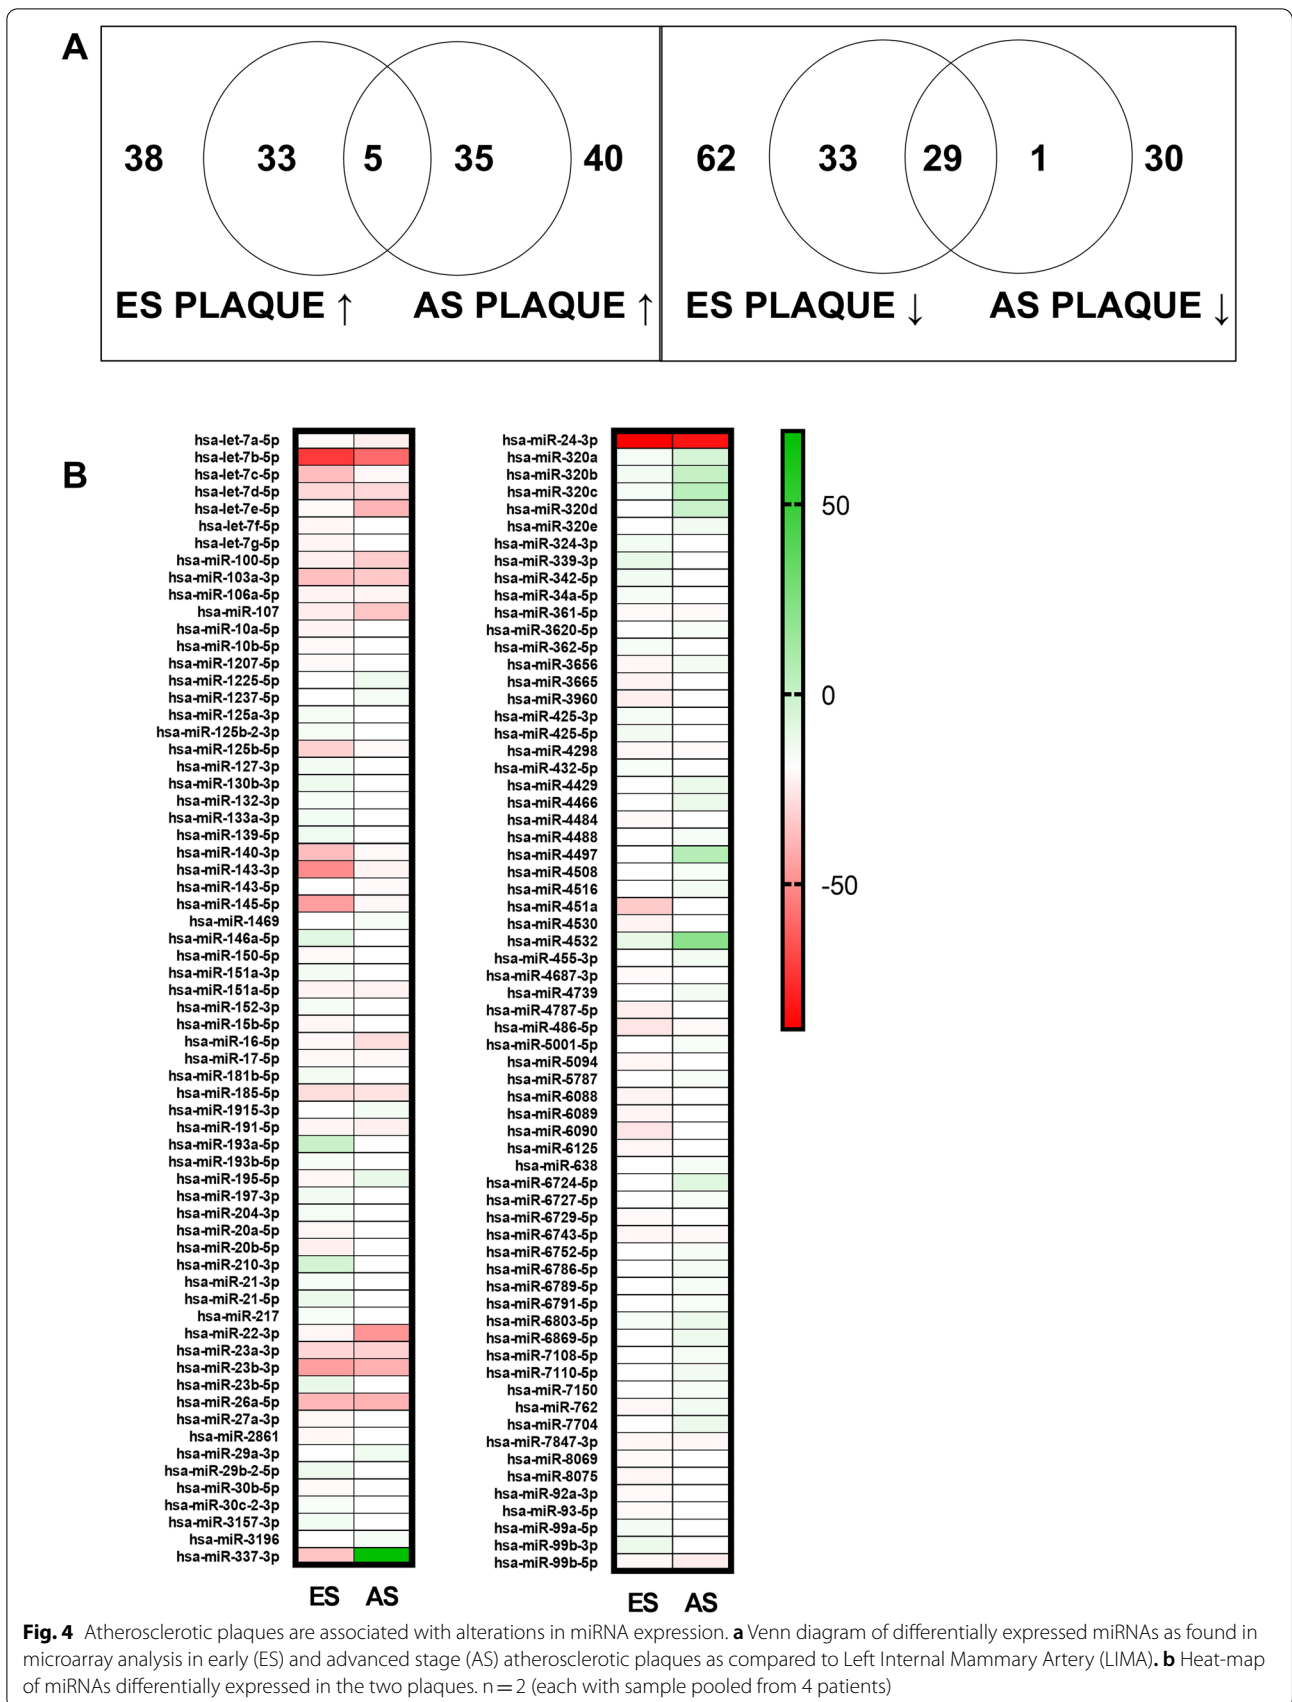 A
38 33 5 35 40
ES PLAQUE ↑ AS PLAQUE ↑
62 33 29 1 30
ES PLAQUE ↓ AS PLAQUE ↓
B
hsa-let-7a-5p
hsa-let-7b-5p
hsa-let-7c-5p
hsa-let-7d-5p
hsa-let-7e-5p
hsa-let-7f-5p
hsa-let-7g-5p
hsa-miR-100-5p
hsa-miR-103a-3p
hsa-miR-106a-5p
hsa-miR-107
hsa-miR-10a-5p
hsa-miR-10b-5p
hsa-miR-1207-5p
hsa-miR-1225-5p
hsa-miR-1237-5p
hsa-miR-125a-3p
hsa-miR-125b-2-3p
hsa-miR-125b-5p
hsa-miR-127-3p
hsa-miR-130b-3p
hsa-miR-132-3p
hsa-miR-133a-3p
hsa-miR-139-5p
hsa-miR-140-3p
hsa-miR-143-3p
hsa-miR-143-5p
hsa-miR-145-5p
hsa-miR-1469
hsa-miR-146a-5p
hsa-miR-150-5p
hsa-miR-151a-3p
hsa-miR-151a-5p
hsa-miR-152-3p
hsa-miR-15b-5p
hsa-miR-16-5p
hsa-miR-17-5p
hsa-miR-181b-5p
hsa-miR-185-5p
hsa-miR-1915-3p
hsa-miR-191-5p
hsa-miR-193a-5p
hsa-miR-193b-5p
hsa-miR-195-5p
hsa-miR-197-3p
hsa-miR-204-3p
hsa-miR-20a-5p
hsa-miR-20b-5p
hsa-miR-210-3p
hsa-miR-21-3p
hsa-miR-21-5p
hsa-miR-217
hsa-miR-22-3p
hsa-miR-23a-3p
hsa-miR-23b-3p
hsa-miR-23b-5p
hsa-miR-26a-5p
hsa-miR-27a-3p
hsa-miR-2861
hsa-miR-29a-3p
hsa-miR-29b-2-5p
hsa-miR-30b-5p
hsa-miR-30c-2-3p
hsa-miR-3157-3p
hsa-miR-3196
hsa-miR-337-3p
ES AS
hsa-miR-24-3p
hsa-miR-320a
hsa-miR-320b
hsa-miR-320c
hsa-miR-320d
hsa-miR-320e
hsa-miR-324-3p
hsa-miR-339-3p
hsa-miR-342-5p
hsa-miR-34a-5p
hsa-miR-361-5p
hsa-miR-3620-5p
hsa-miR-362-5p
hsa-miR-3656
hsa-miR-3665
hsa-miR-3960
hsa-miR-425-3p
hsa-miR-425-5p
hsa-miR-4298
hsa-miR-432-5p
hsa-miR-4429
hsa-miR-4466
hsa-miR-4484
hsa-miR-4488
hsa-miR-4497
hsa-miR-4508
hsa-miR-4516
hsa-miR-451a
hsa-miR-4530
hsa-miR-4532
hsa-miR-455-3p
hsa-miR-4687-3p
hsa-miR-4739
hsa-miR-4787-5p
hsa-miR-486-5p
hsa-miR-5001-5p
hsa-miR-5094
hsa-miR-5787
hsa-miR-6088
hsa-miR-6089
hsa-miR-6090
hsa-miR-6125
hsa-miR-638
hsa-miR-6724-5p
hsa-miR-6727-5p
hsa-miR-6729-5p
hsa-miR-6743-5p
hsa-miR-6752-5p
hsa-miR-6786-5p
hsa-miR-6789-5p
hsa-miR-6791-5p
hsa-miR-6803-5p
hsa-miR-6869-5p
hsa-miR-7108-5p
hsa-miR-7110-5p
hsa-miR-7150
hsa-miR-762
hsa-miR-7704
hsa-miR-7847-3p
hsa-miR-8069
hsa-miR-8075
hsa-miR-92a-3p
hsa-miR-93-5p
hsa-miR-99a-5p
hsa-miR-99b-3p
hsa-miR-99b-5p
ES AS
50
0
-50
Fig. 4 Atherosclerotic plaques are associated with alterations in miRNA expression. a Venn diagram of differentially expressed miRNAs as found in
microarray analysis in early (ES) and advanced stage (AS) atherosclerotic plaques as compared to Left Internal Mammary Artery (LIMA). b Heat-map
of miRNAs differentially expressed in the two plaques. n = 2 (each with sample pooled from 4 patients)